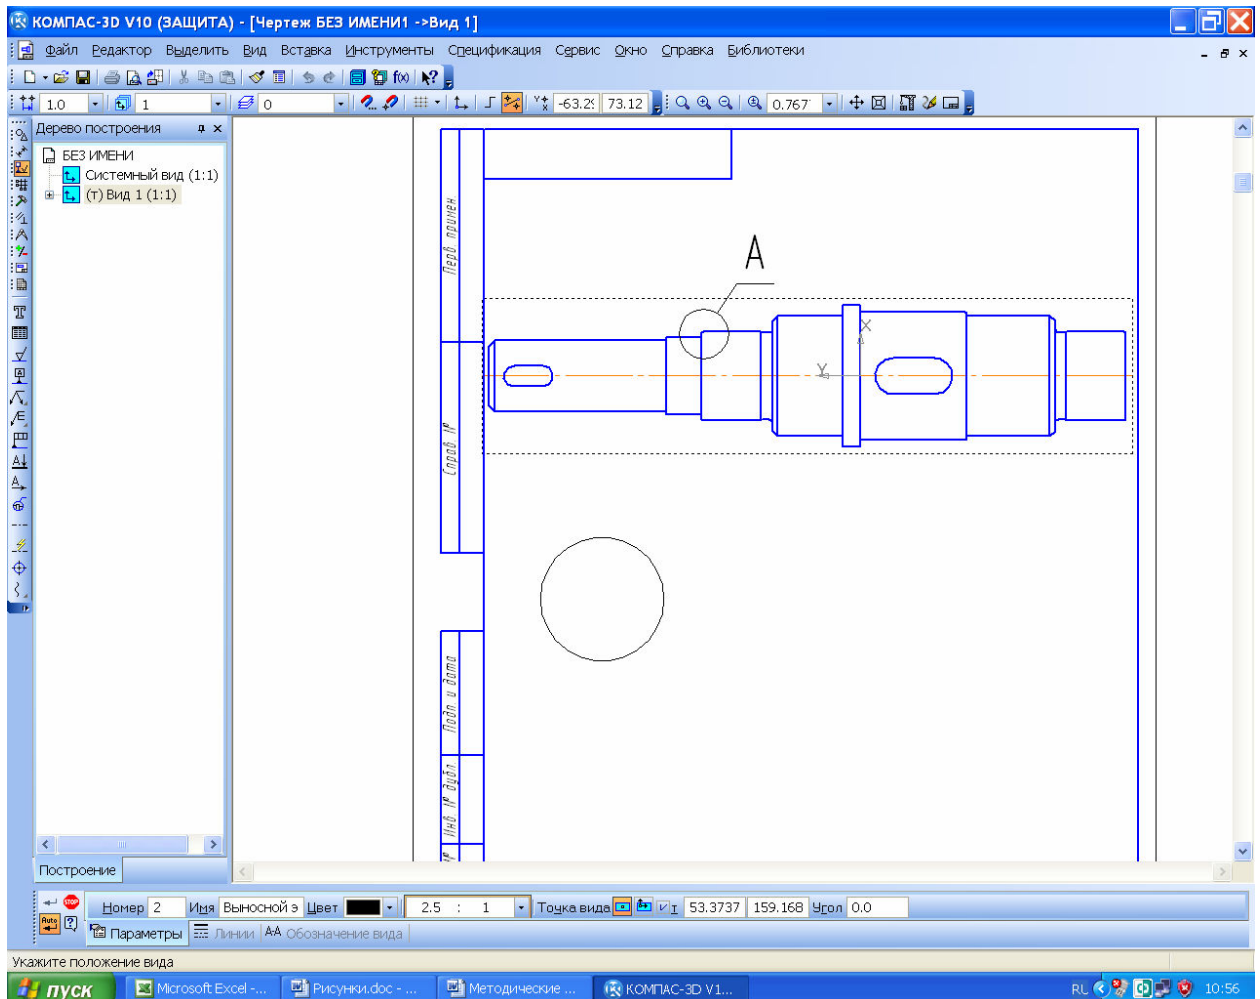 КОМПАС-3D V10 (ЗАЩИТА) - [Чертеж БЕЗ ИМЕНИ1 ->Вид 1]
Файл Редактор Выделить Вид Вставка Инструменты Спецификация Сервис Окно Справка Библиотеки
f(x)
1.0 1 0 -63.29 73.12 0.767
Дерево построения
БЕЗ ИМЕНИ
Системный вид (1:1)
(т) Вид 1 (1:1)
Перв. примен
А
X
Y
Справ №
Подп. и дата
Инв. № дубл.
Построение
Номер 2 Имя Выносной э Цвет 2.5 : 1 Точка вида 53.3737 159.168 Угол 0.0
Параметры Линии Обозначение вида
Укажите положение вида
пуск Microsoft Excel -... Рисунки.doc - ... Методические ... КОМПАС-3D V1... RU 10:56